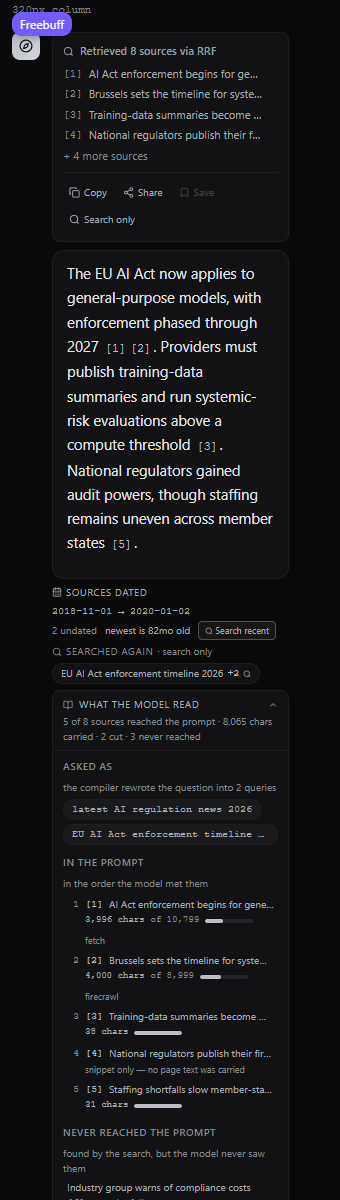 320px column
Freebuff
Retrieved 8 sources via RRF
[1] AI Act enforcement begins for ge...
[2] Brussels sets the timeline for syste...
[3] Training-data summaries become ...
[4] National regulators publish their f...
+ 4 more sources
Copy Share Save
Search only
The EU AI Act now applies to
general-purpose models, with
enforcement phased through
2027 [1] [2]. Providers must
publish training-data
summaries and run systemic-
risk evaluations above a
compute threshold [3].
National regulators gained
audit powers, though staffing
remains uneven across member
states [5].
SOURCES DATED
2018-11-01 → 2020-01-02
2 undated newest is 82mo old Search recent
SEARCHED AGAIN · search only
EU AI Act enforcement timeline 2026 +2
WHAT THE MODEL READ
5 of 8 sources reached the prompt · 8,065 chars
carried · 2 cut · 3 never reached
ASKED AS
the compiler rewrote the question into 2 queries
latest AI regulation news 2026
EU AI Act enforcement timeline …
IN THE PROMPT
in the order the model met them
1 [1] AI Act enforcement begins for gene...
3,996 chars of 10,799
fetch
2 [2] Brussels sets the timeline for syste...
4,000 chars of 8,999
firecrawl
3 [3] Training-data summaries become ...
38 chars
4 [4] National regulators publish their fir...
snippet only — no page text was carried
5 [5] Staffing shortfalls slow member-sta...
31 chars
NEVER REACHED THE PROMPT
found by the search, but the model never saw
them
Industry group warns of compliance costs